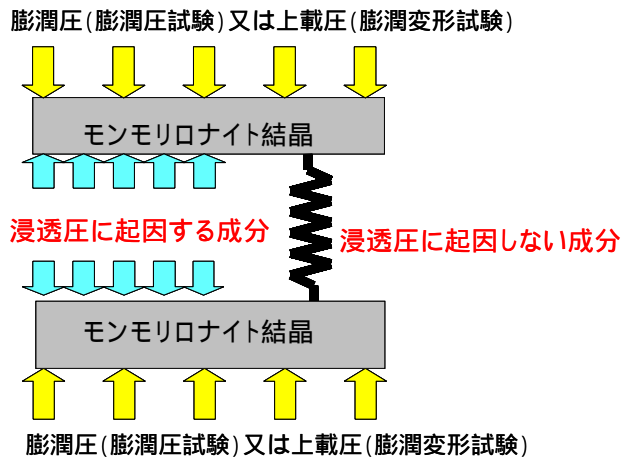 膨潤圧(膨潤圧試験)又は上載圧(膨潤変形試験)
モンモリロナイト結晶
浸透圧に起因する成分
浸透圧に起因しない成分
モンモリロナイト結晶
膨潤圧(膨潤圧試験)又は上載圧(膨潤変形試験)